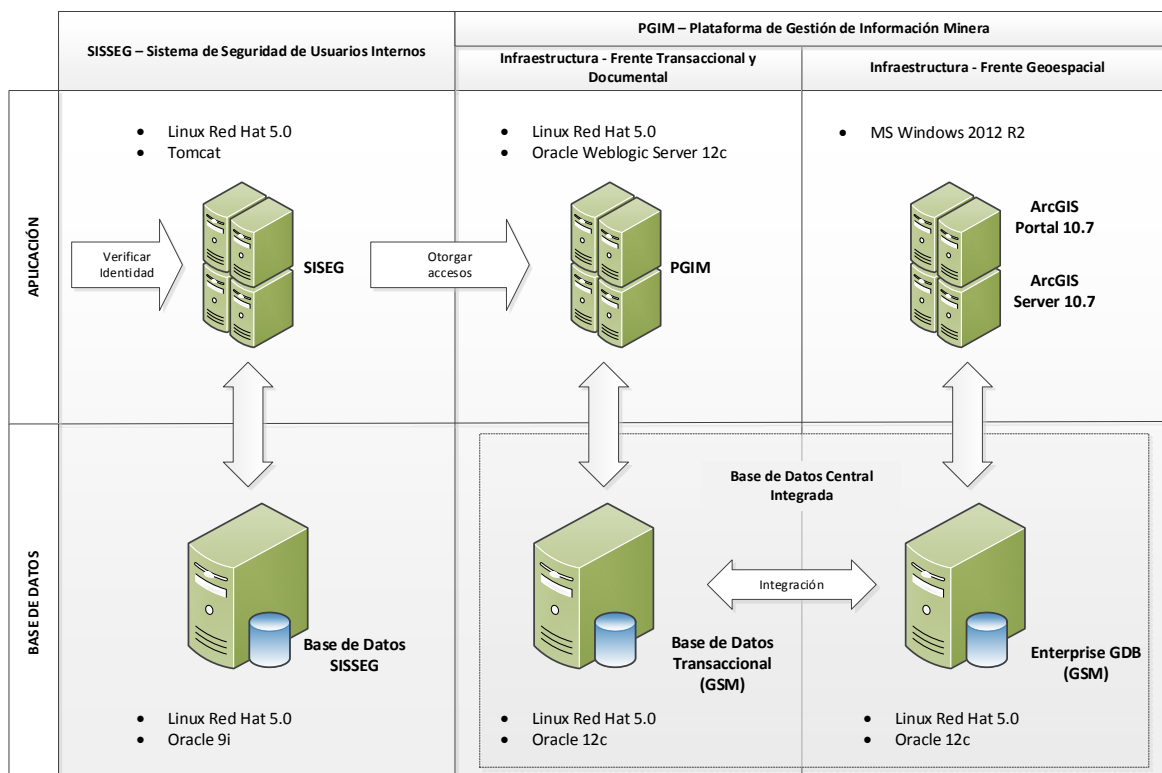 SISSEG – Sistema de Seguridad de Usuarios Internos
PGIM – Plataforma de Gestión de Información Minera
Infraestructura - Frente Transaccional y
Documental
Infraestructura - Frente Geoespacial
APLICACIÓN
• Linux Red Hat 5.0
• Tomcat
• Linux Red Hat 5.0
• Oracle Weblogic Server 12c
• MS Windows 2012 R2
Verificar
Identidad
SISEG
Otorgar
accesos
PGIM
ArcGIS
Portal 10.7
ArcGIS
Server 10.7
BASE DE DATOS
Base de Datos Central
Integrada
Integración
Base de Datos
SISSEG
Base de Datos
Transaccional
(GSM)
Enterprise GDB
(GSM)
• Linux Red Hat 5.0
• Oracle 9i
• Linux Red Hat 5.0
• Oracle 12c
• Linux Red Hat 5.0
• Oracle 12c